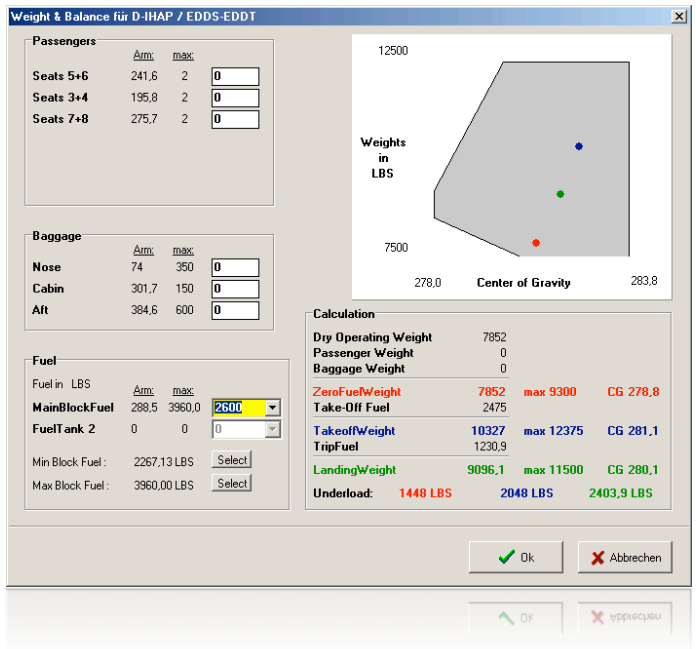 Weight & Balance für D-IHAP / EDDS-EDDT
Passengers
Arm: max:
Seats 5+6 241,6 2 0
Seats 3+4 195,8 2 0
Seats 7+8 275,7 2 0
Baggage
Arm: max:
Nose 74 350 0
Cabin 301,7 150 0
Aft 384,6 600 0
Fuel
Fuel in LBS
Arm: max:
MainBlockFuel 288,5 3960,0 2600
FuelTank 2 0 0 0
Min Block Fuel : 2267,13 LBS Select
Max Block Fuel : 3960,00 LBS Select
12500
Weights
in
LBS
7500
278,0 Center of Gravity 283,8
Calculation
Dry Operating Weight 7852
Passenger Weight 0
Baggage Weight 0
ZeroFuelWeight 7852 max 9300 CG 278,8
Take-Off Fuel 2475
TakeoffWeight 10327 max 12375 CG 281,1
TripFuel 1230,9
LandingWeight 9096,1 max 11500 CG 280,1
Underload: 1448 LBS 2048 LBS 2403,9 LBS
Ok Abbrechen